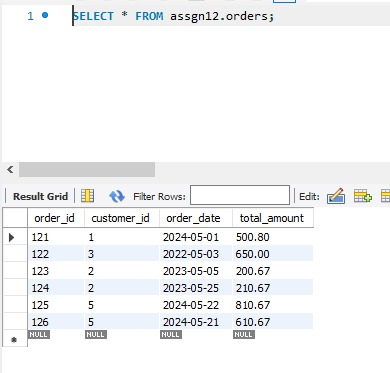 1 SELECT * FROM assgn12.orders;
Result Grid Filter Rows: Edit:
order_id customer_id order_date total_amount
121 1 2024-05-01 500.80
122 3 2022-05-03 650.00
123 2 2023-05-05 200.67
124 2 2023-05-25 210.67
125 5 2024-05-22 810.67
126 5 2024-05-21 610.67
NULL NULL NULL NULL